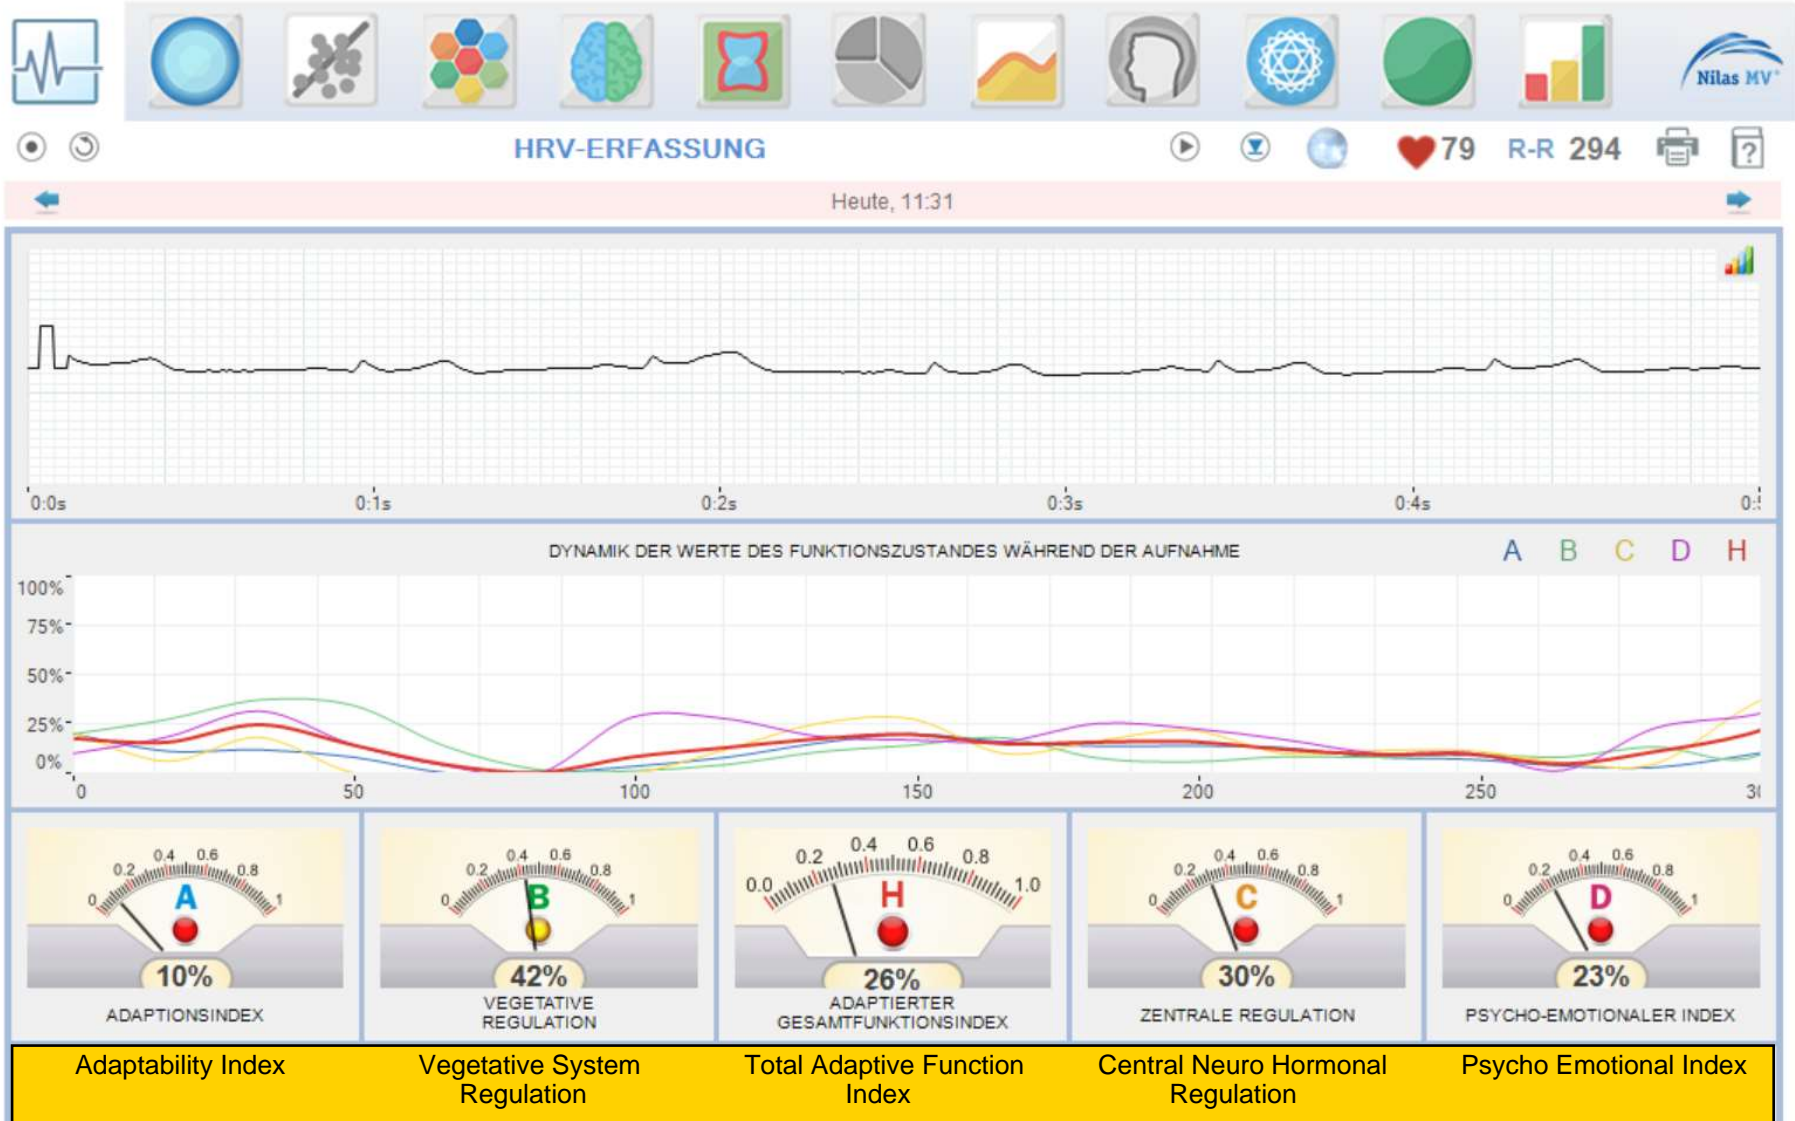 Nilas MV
HRV-ERFASSUNG
79
R-R 294
?
Heute, 11:31
0:0s 0:1s 0:2s 0:3s 0:4s
DYNAMIK DER WERTE DES FUNKTIONSZUSTANDES WÄHREND DER AUFNAHME
A B C D H
100%
75%
50%
25%
0%
0 50 100 150 200 250
0 0.2 0.4 0.6 0.8 1
A
10%
ADAPTIONSINDEX
0 0.2 0.4 0.6 0.8 1
B
42%
VEGETATIVE
REGULATION
0.0 0.2 0.4 0.6 0.8 1.0
H
26%
ADAPTIERTER
GESAMTFUNKTIONSINDEX
0 0.2 0.4 0.6 0.8 1
C
30%
ZENTRALE REGULATION
0 0.2 0.4 0.6 0.8 1
D
23%
PSYCHO-EMOTIONALER INDEX
Adaptability Index
Vegetative System
Regulation
Total Adaptive Function
Index
Central Neuro Hormonal
Regulation
Psycho Emotional Index